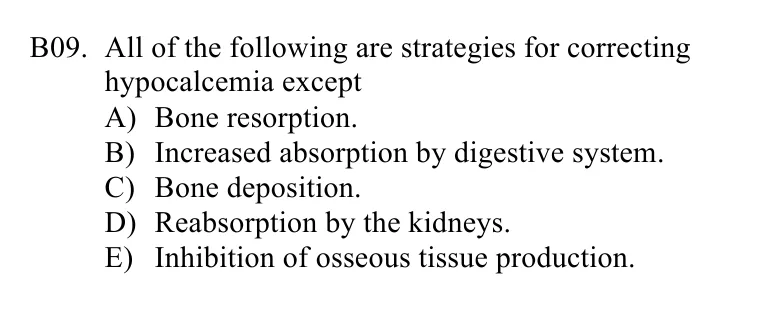 B09. All of the following are strategies for correcting
hypocalcemia except
A) Bone resorption.
B) Increased absorption by digestive system.
C) Bone deposition.
D) Reabsorption by the kidneys.
E) Inhibition of osseous tissue production.